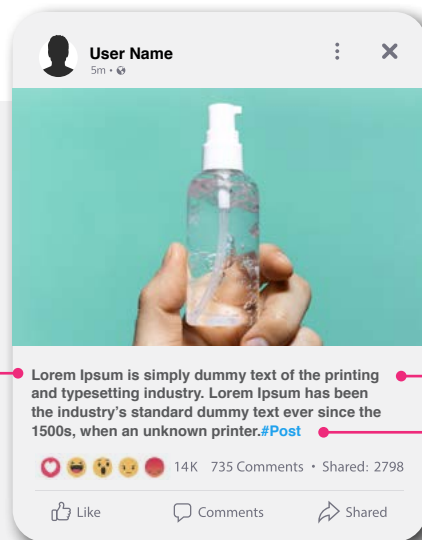 User Name
5m •
Lorem Ipsum is simply dummy text of the printing
and typesetting industry. Lorem Ipsum has been
the industry’s standard dummy text ever since the
1500s, when an unknown printer.#Post
14K 735 Comments • Shared: 2798
Like Comments Shared